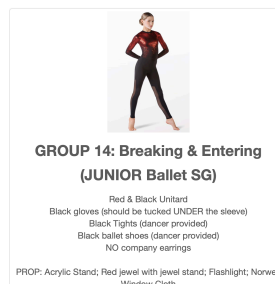 GROUP 14: Breaking & Entering
(JUNIOR Ballet SG)
Red & Black Unitard
Black gloves (should be tucked UNDER the sleeve)
Black Tights (dancer provided)
Black ballet shoes (dancer provided)
NO company earrings
PROP: Acrylic Stand; Red jewel with jewel stand; Flashlight; Norwe
Window Cloth